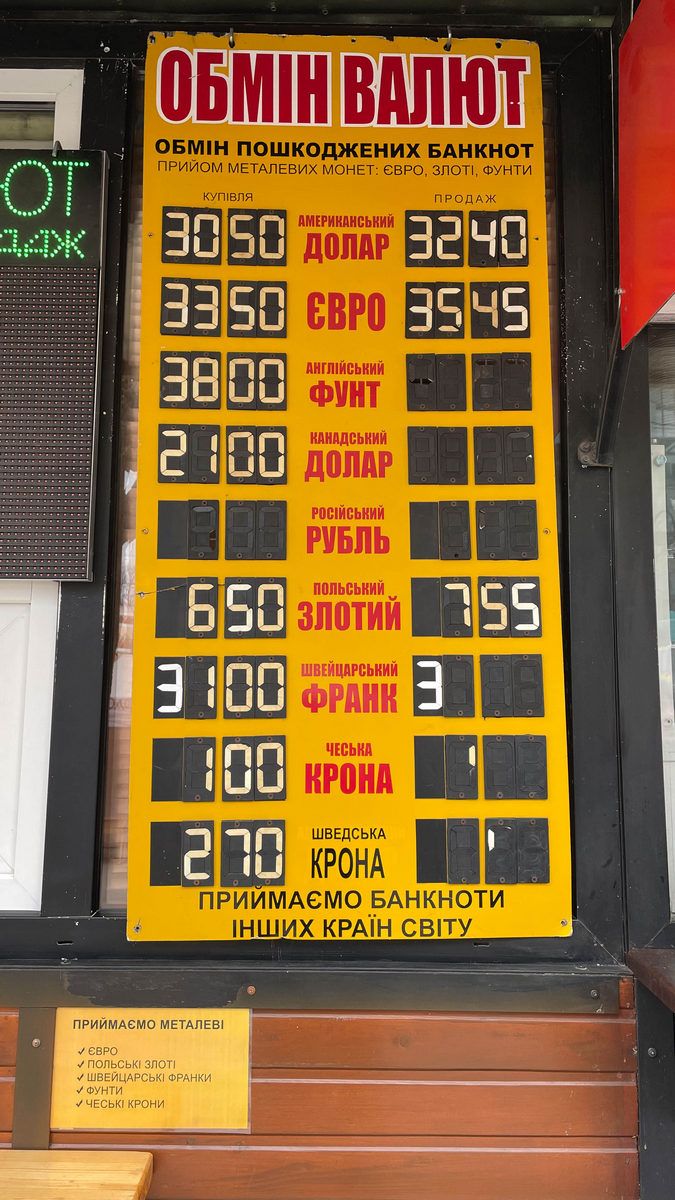 ОБМІН ВАЛЮТ
ОБМІН ПОШКОДЖЕНИХ БАНКНОТ
ПРИЙОМ МЕТАЛЕВИХ МОНЕТ: ЄВРО, ЗЛОТІ, ФУНТИ
КУПІВЛЯ ПРОДАЖ
30 50 АМЕРИКАНСЬКИЙ ДОЛАР 32 40
33 50 ЄВРО 35 45
38 00 АНГЛІЙСЬКИЙ ФУНТ
21 00 КАНАДСЬКИЙ ДОЛАР
РОСІЙСЬКИЙ РУБЛЬ
6 50 ПОЛЬСЬКИЙ ЗЛОТИЙ 7 55
31 00 ШВЕЙЦАРСЬКИЙ ФРАНК 3
1 00 ЧЕСЬКА КРОНА
2 70 ШВЕДСЬКА КРОНА
ПРИЙМАЄМО БАНКНОТИ
ІНШИХ КРАЇН СВІТУ
ПРИЙМАЄМО МЕТАЛЕВІ
✓ ЄВРО
✓ ПОЛЬСЬКІ ЗЛОТІ
✓ ШВЕЙЦАРСЬКІ ФРАНКИ
✓ ФУНТИ
✓ ЧЕСЬКІ КРОНИ